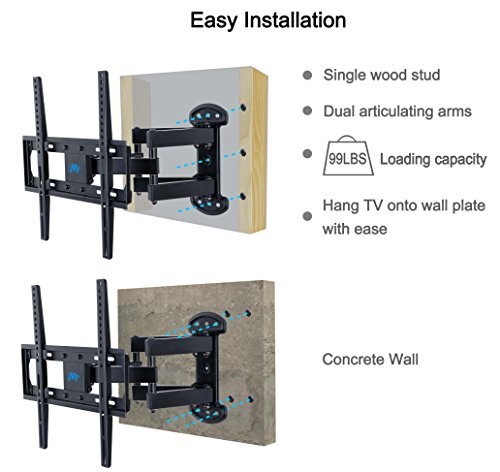 Easy Installation
Single wood stud
Dual articulating arms
99LBS Loading capacity
Hang TV onto wall plate
with ease
Concrete Wall